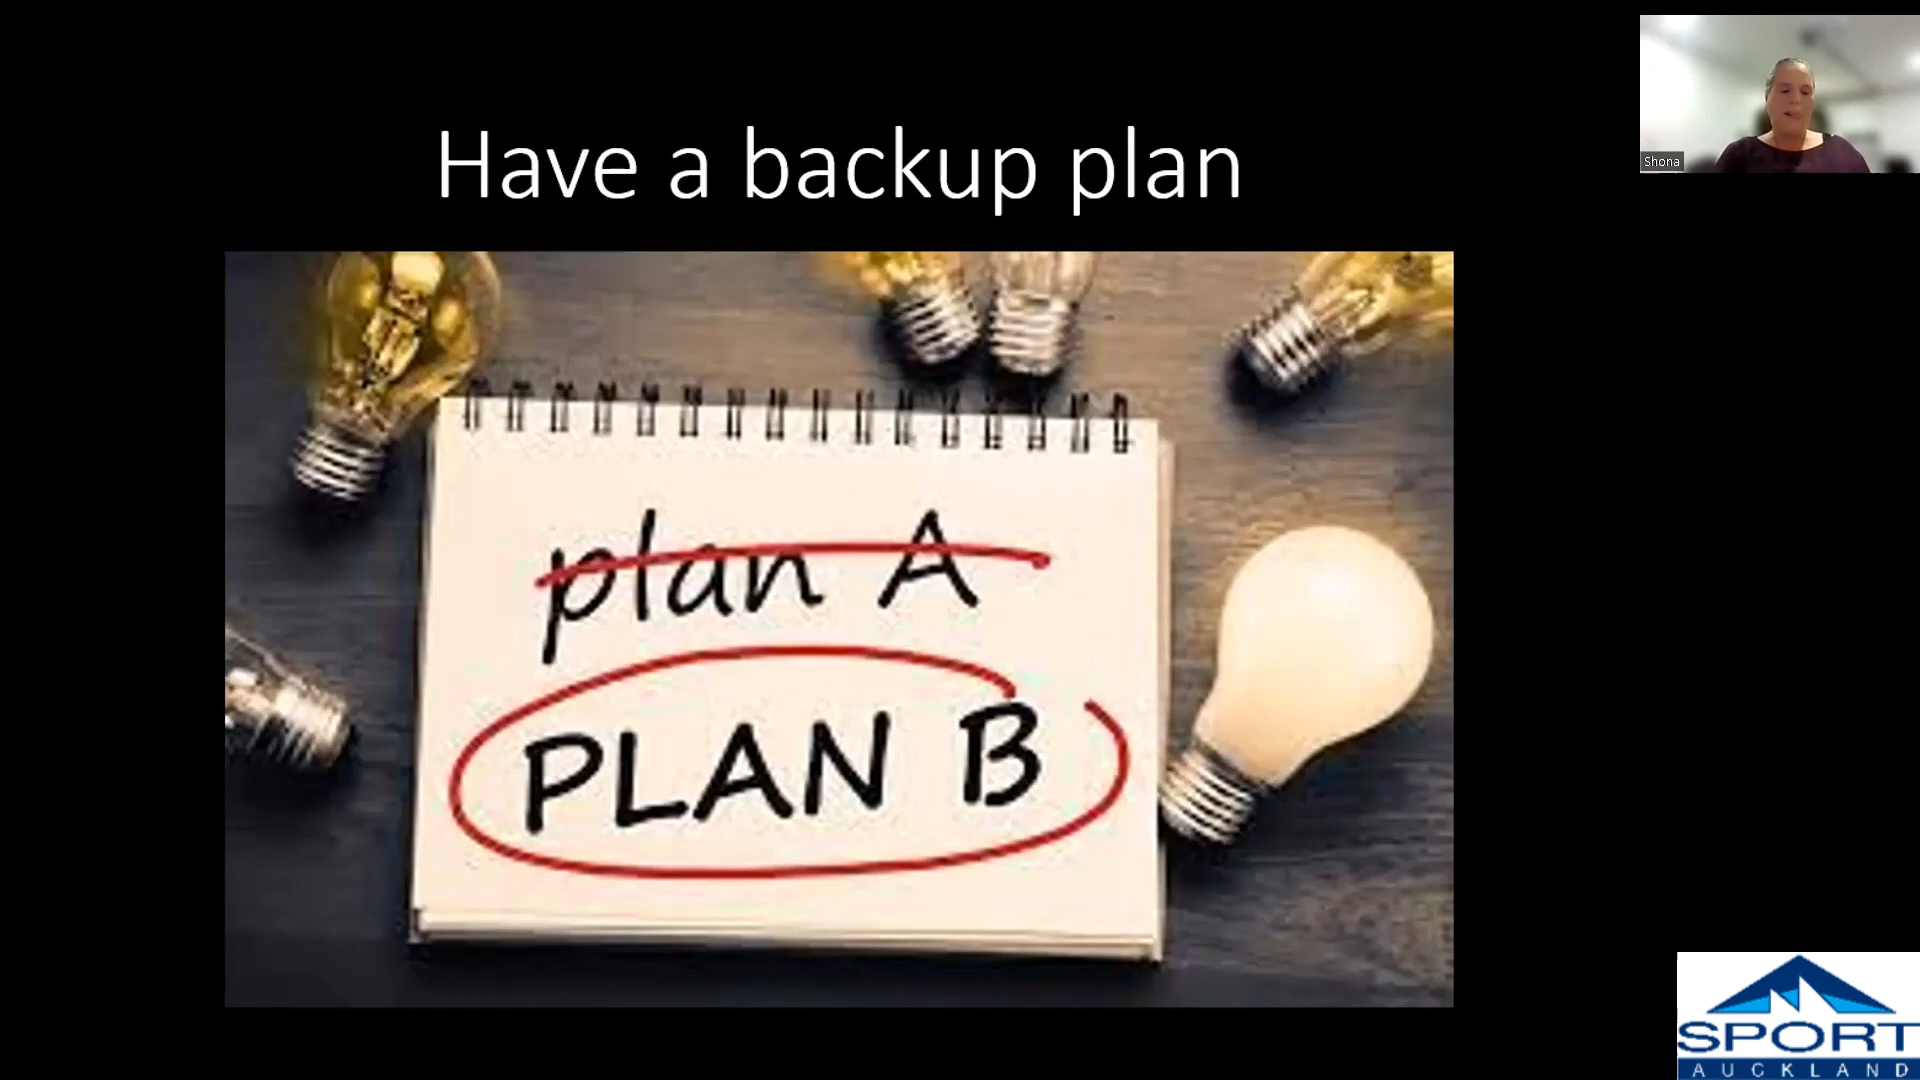 Have a backup plan
Shona
plan A
PLAN B
SPORT
AUCKLAND